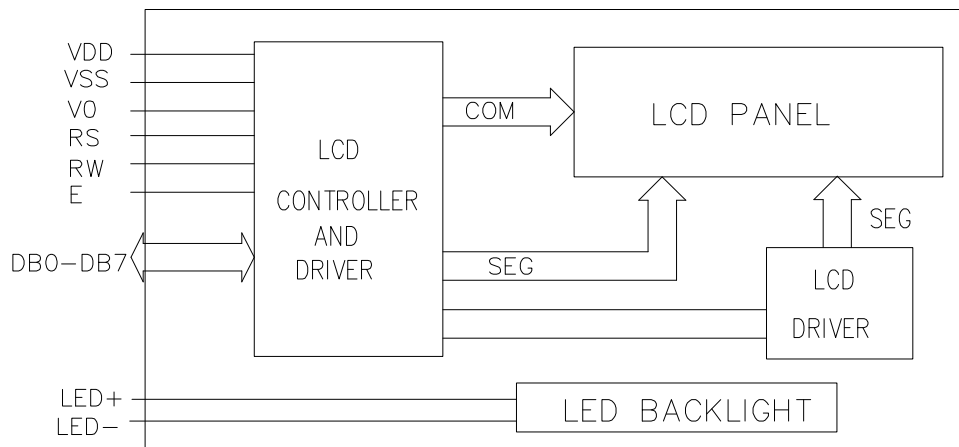 VDD
VSS
V0
RS
RW
E
DB0-DB7
LED+
LED-
LCD
CONTROLLER
AND
DRIVER
COM
SEG
LCD PANEL
SEG
LCD
DRIVER
LED BACKLIGHT